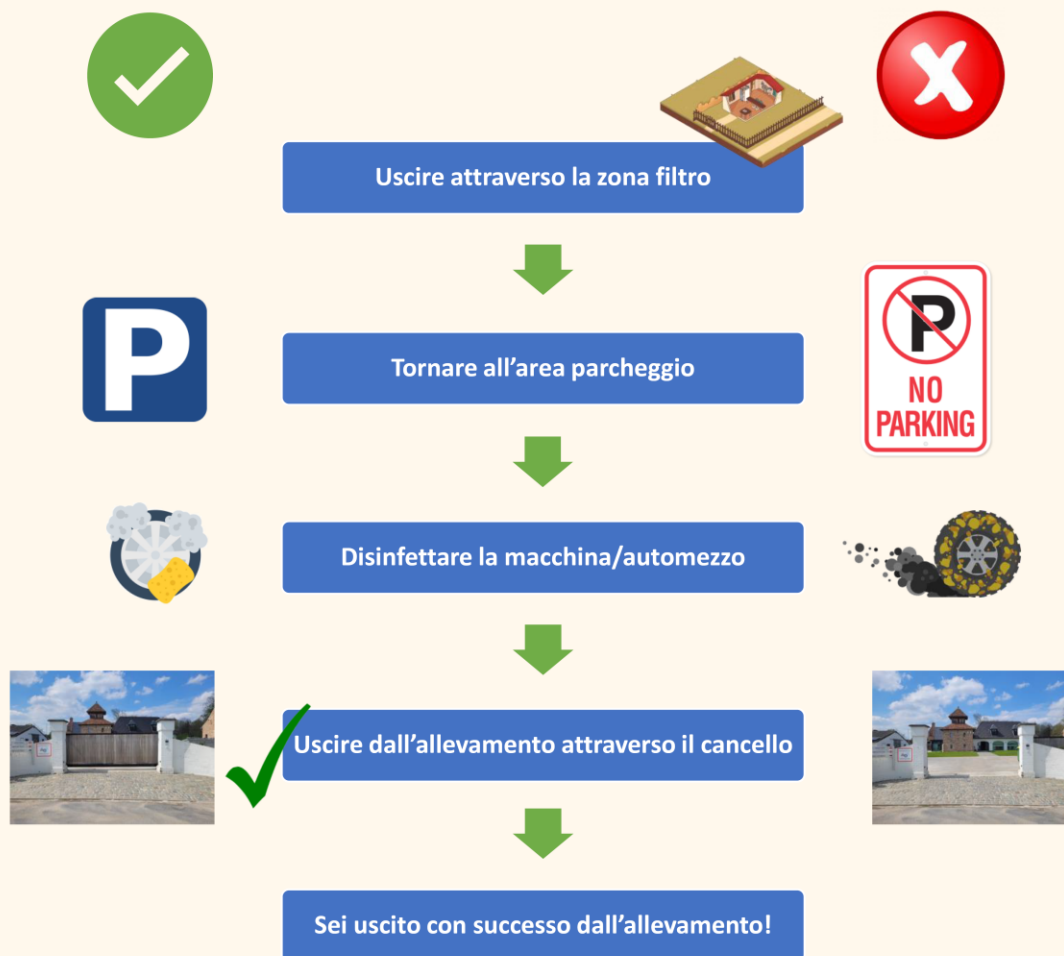 Uscire attraverso la zona filtro
P
Tornare all'area parcheggio
P
NO
PARKING
Disinfettare la macchina/automezzo
Uscire dall'allevamento attraverso il cancello
Sei uscito con successo dall'allevamento!